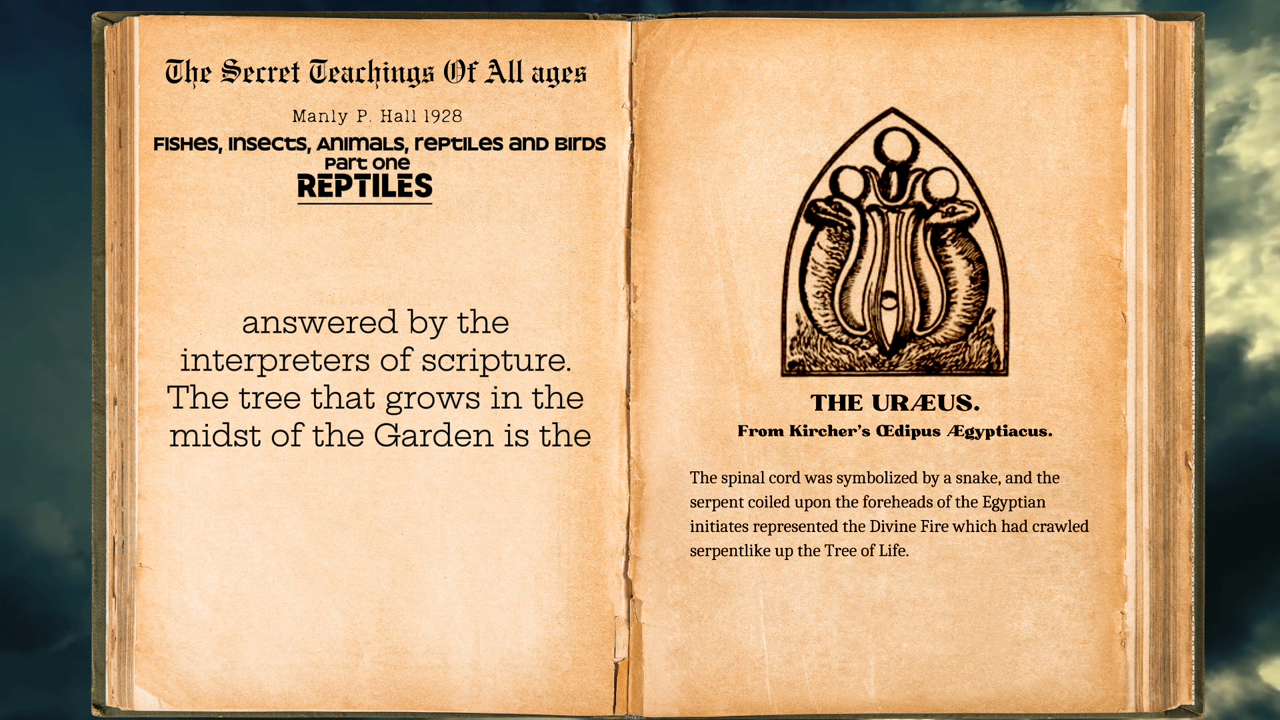 The Secret Teachings Of All ages
Manly P. Hall 1928
Fishes, Insects, Animals, reptiles and Birds
part one
REPTILES
answered by the
interpreters of scripture.
The tree that grows in the
midst of the Garden is the
THE URÆUS.
From Kircher's Œdipus Ægyptiacus.
The spinal cord was symbolized by a snake, and the
serpent coiled upon the foreheads of the Egyptian
initiates represented the Divine Fire which had crawled
serpentlike up the Tree of Life.